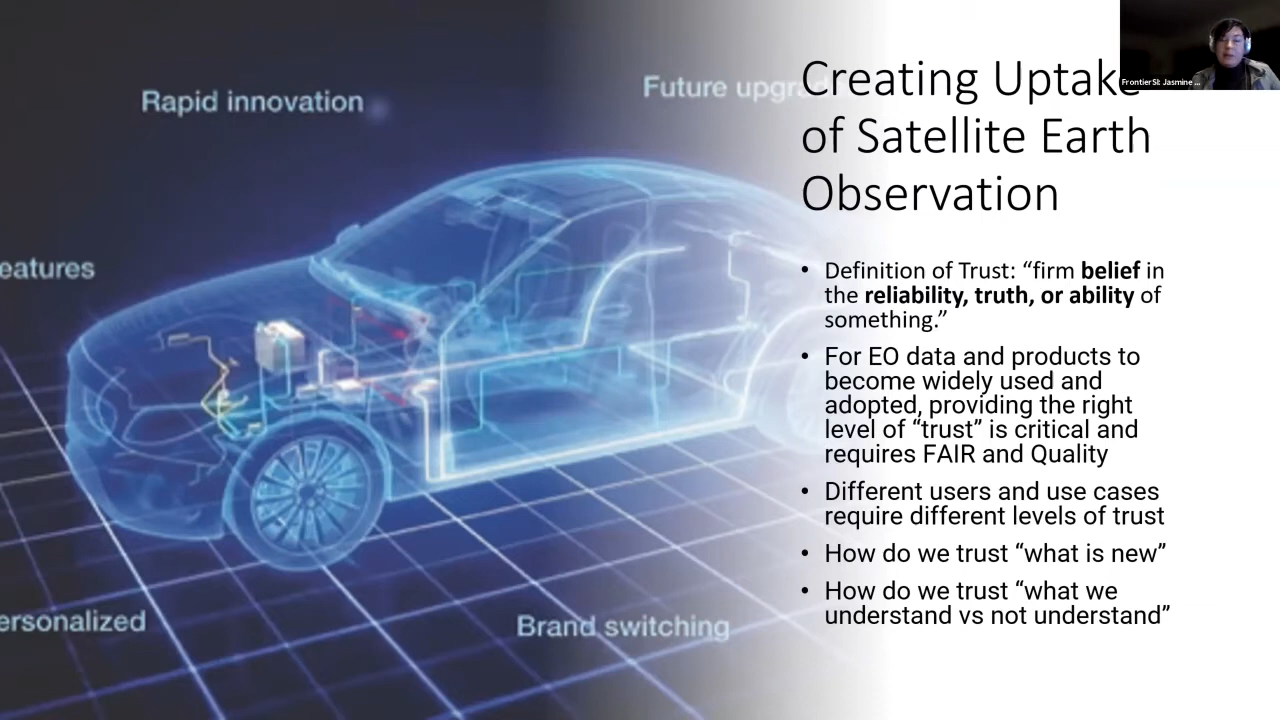 Rapid innovation
Future upgra
eatures
ersonalized
Brand switching
Creating Uptake
of Satellite Earth
Observation
FrontierSI: Jasmine ...
• Definition of Trust: “firm belief in
the reliability, truth, or ability of
something.”
• For EO data and products to
become widely used and
adopted, providing the right
level of “trust” is critical and
requires FAIR and Quality
• Different users and use cases
require different levels of trust
• How do we trust “what is new”
• How do we trust “what we
understand vs not understand”